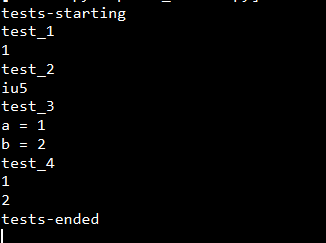 tests-starting
test_1
1
test_2
iu5
test_3
a = 1
b = 2
test_4
1
2
tests-ended